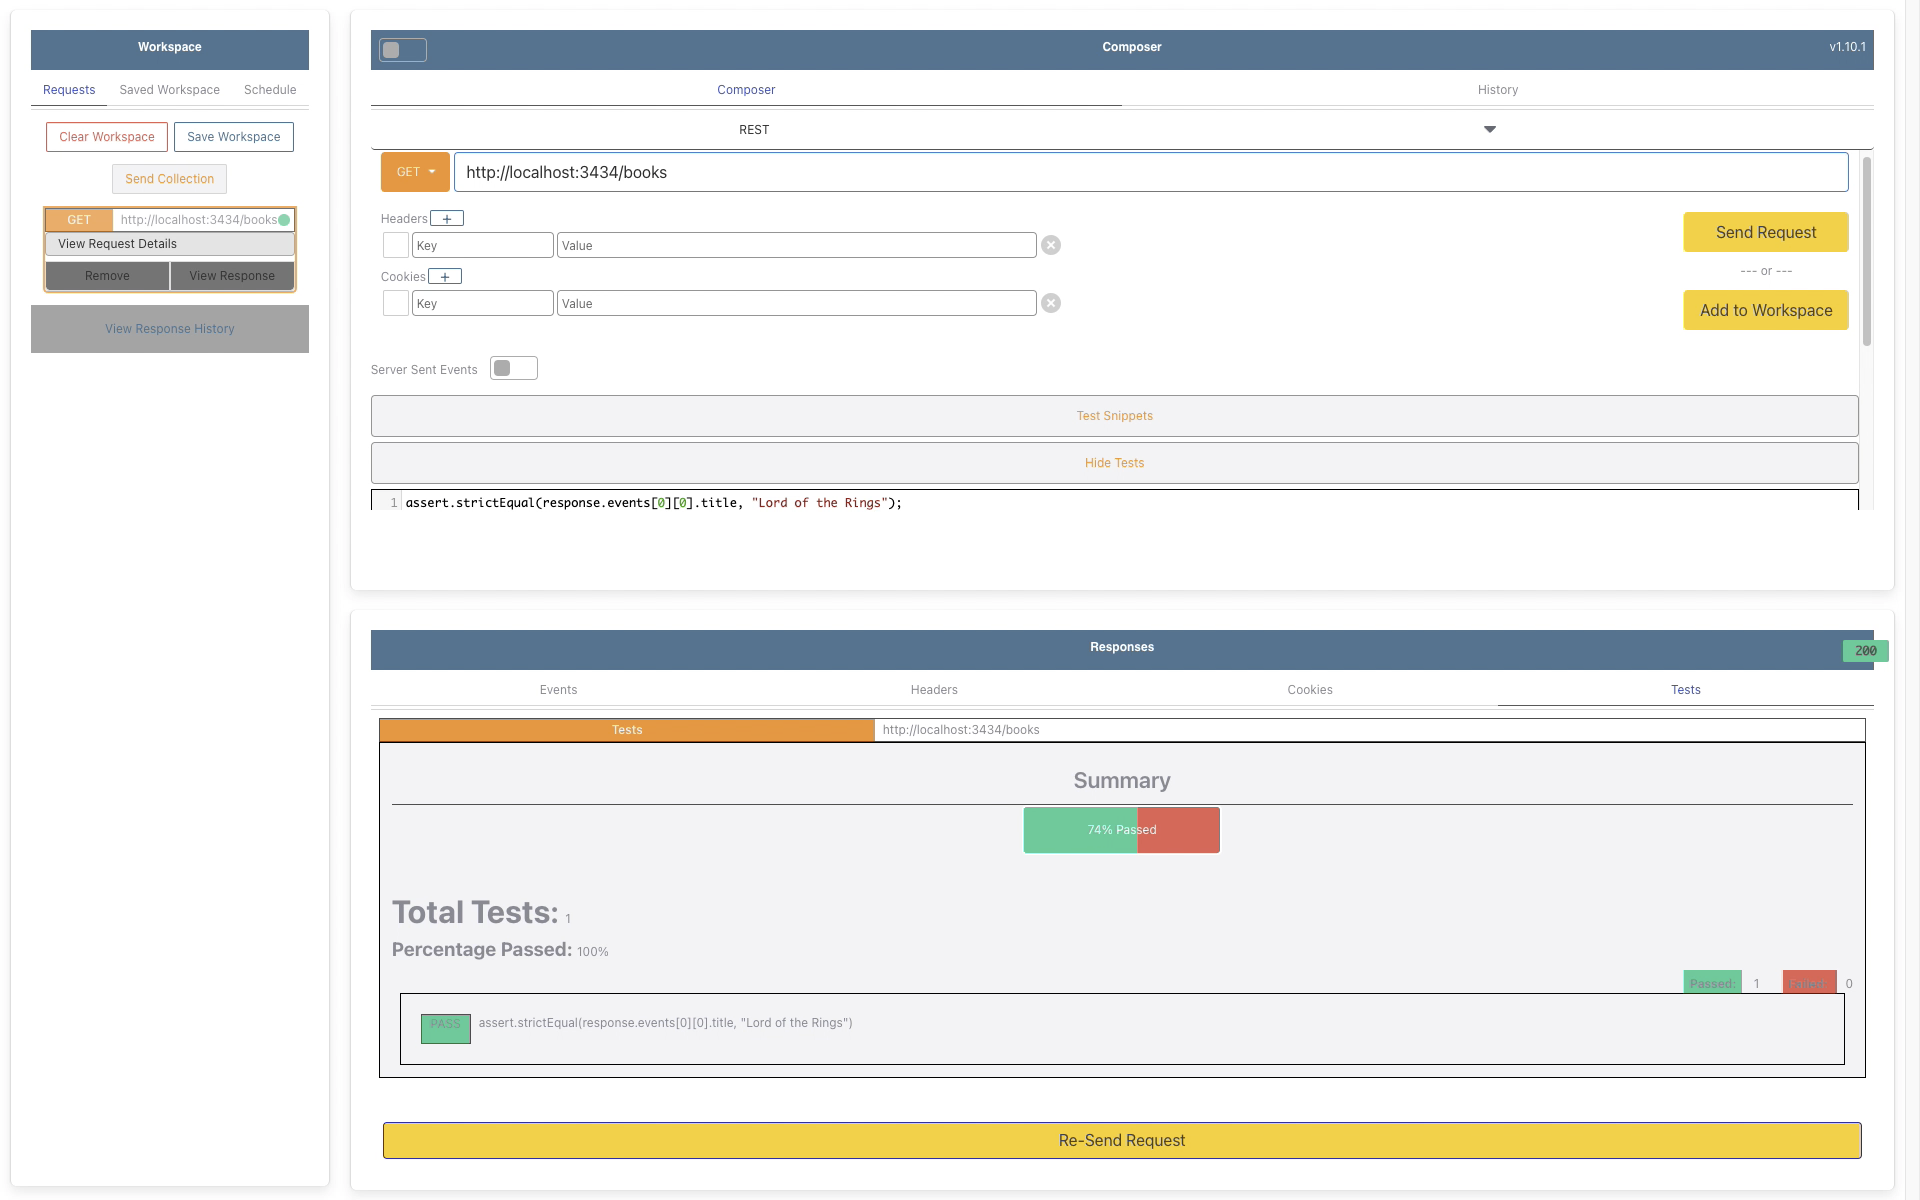 Workspace
Requests Saved Workspace Schedule
Clear Workspace Save Workspace
Send Collection
GET http://localhost:3434/books
View Request Details
Remove View Response
View Response History
Composer v1.10.1
Composer History
REST
GET http://localhost:3434/books
Headers +
Key Value
Cookies +
Key Value
Send Request
--- or ---
Add to Workspace
Server Sent Events
Test Snippets
Hide Tests
1 assert.strictEqual(response.events[0][0].title, "Lord of the Rings");
Responses 200
Events Headers Cookies Tests
Tests http://localhost:3434/books
Summary
74% Passed
Total Tests: 1
Percentage Passed: 100%
Passed: 1 Failed: 0
PASS assert.strictEqual(response.events[0][0].title, "Lord of the Rings")
Re-Send Request